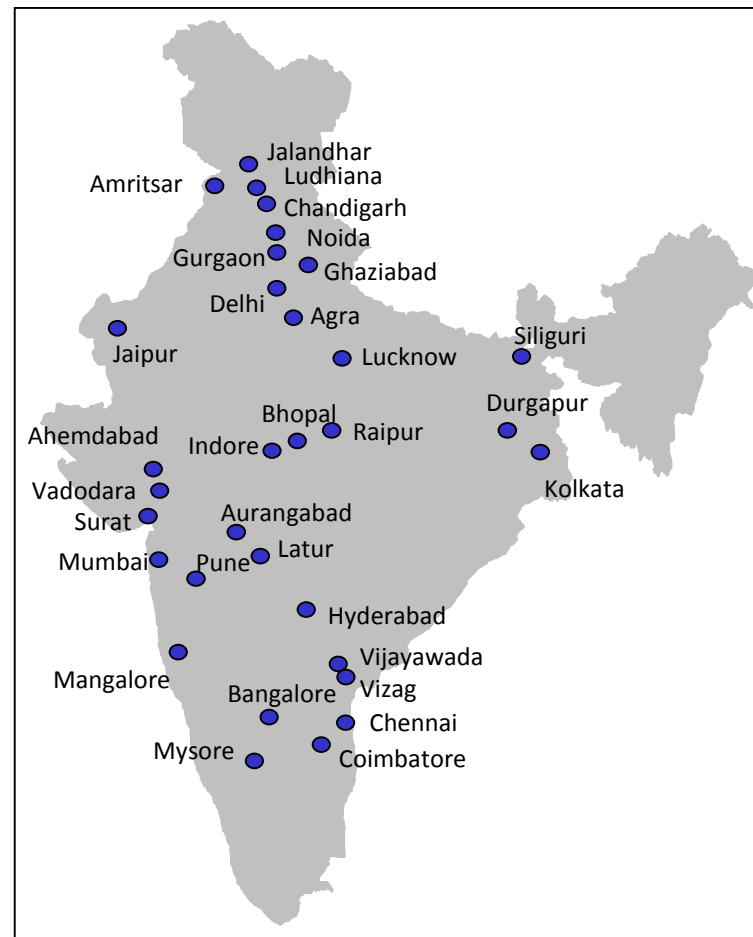 Jalandhar
Amritsar
Ludhiana
Chandigarh
Noida
Gurgaon
Ghaziabad
Delhi
Agra
Jaipur
Siliguri
Lucknow
Durgapur
Bhopal
Raipur
Ahemdabad
Indore
Kolkata
Vadodara
Surat
Aurangabad
Latur
Mumbai
Pune
Hyderabad
Vijayawada
Mangalore
Vizag
Bangalore
Chennai
Mysore
Coimbatore